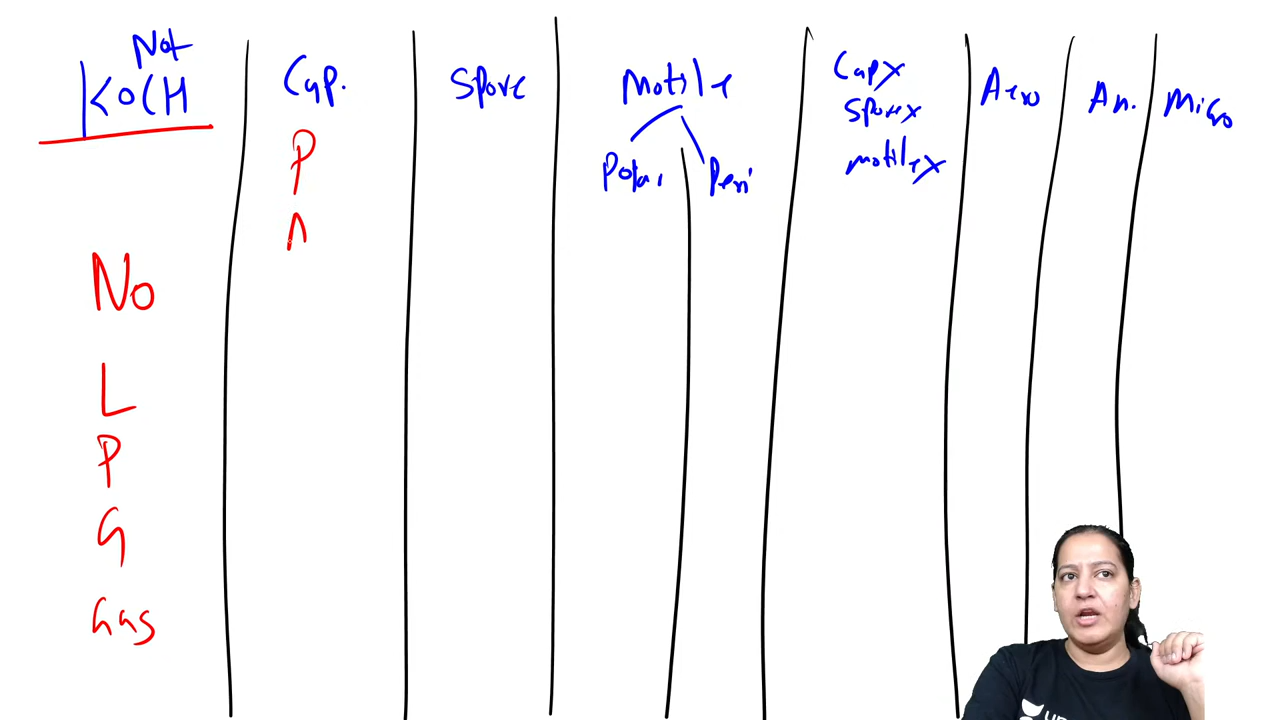 Not
KOCH
Cap.
Spore
Motile
Polar
Peri
Cap x
Spore x
motile x
Aero
An.
Micro
P
A
No
L
P
G
Gas